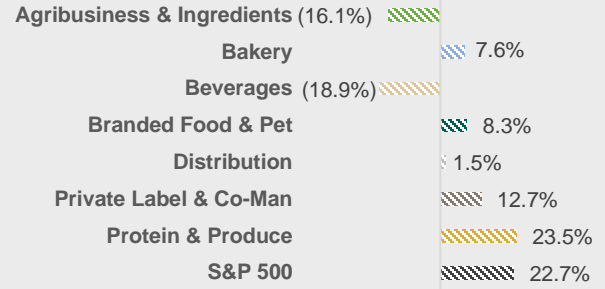 Agribusiness & Ingredients (16.1%)
Bakery 7.6%
Beverages (18.9%)
Branded Food & Pet 8.3%
Distribution 1.5%
Private Label & Co-Man 12.7%
Protein & Produce 23.5%
S&P 500 22.7%